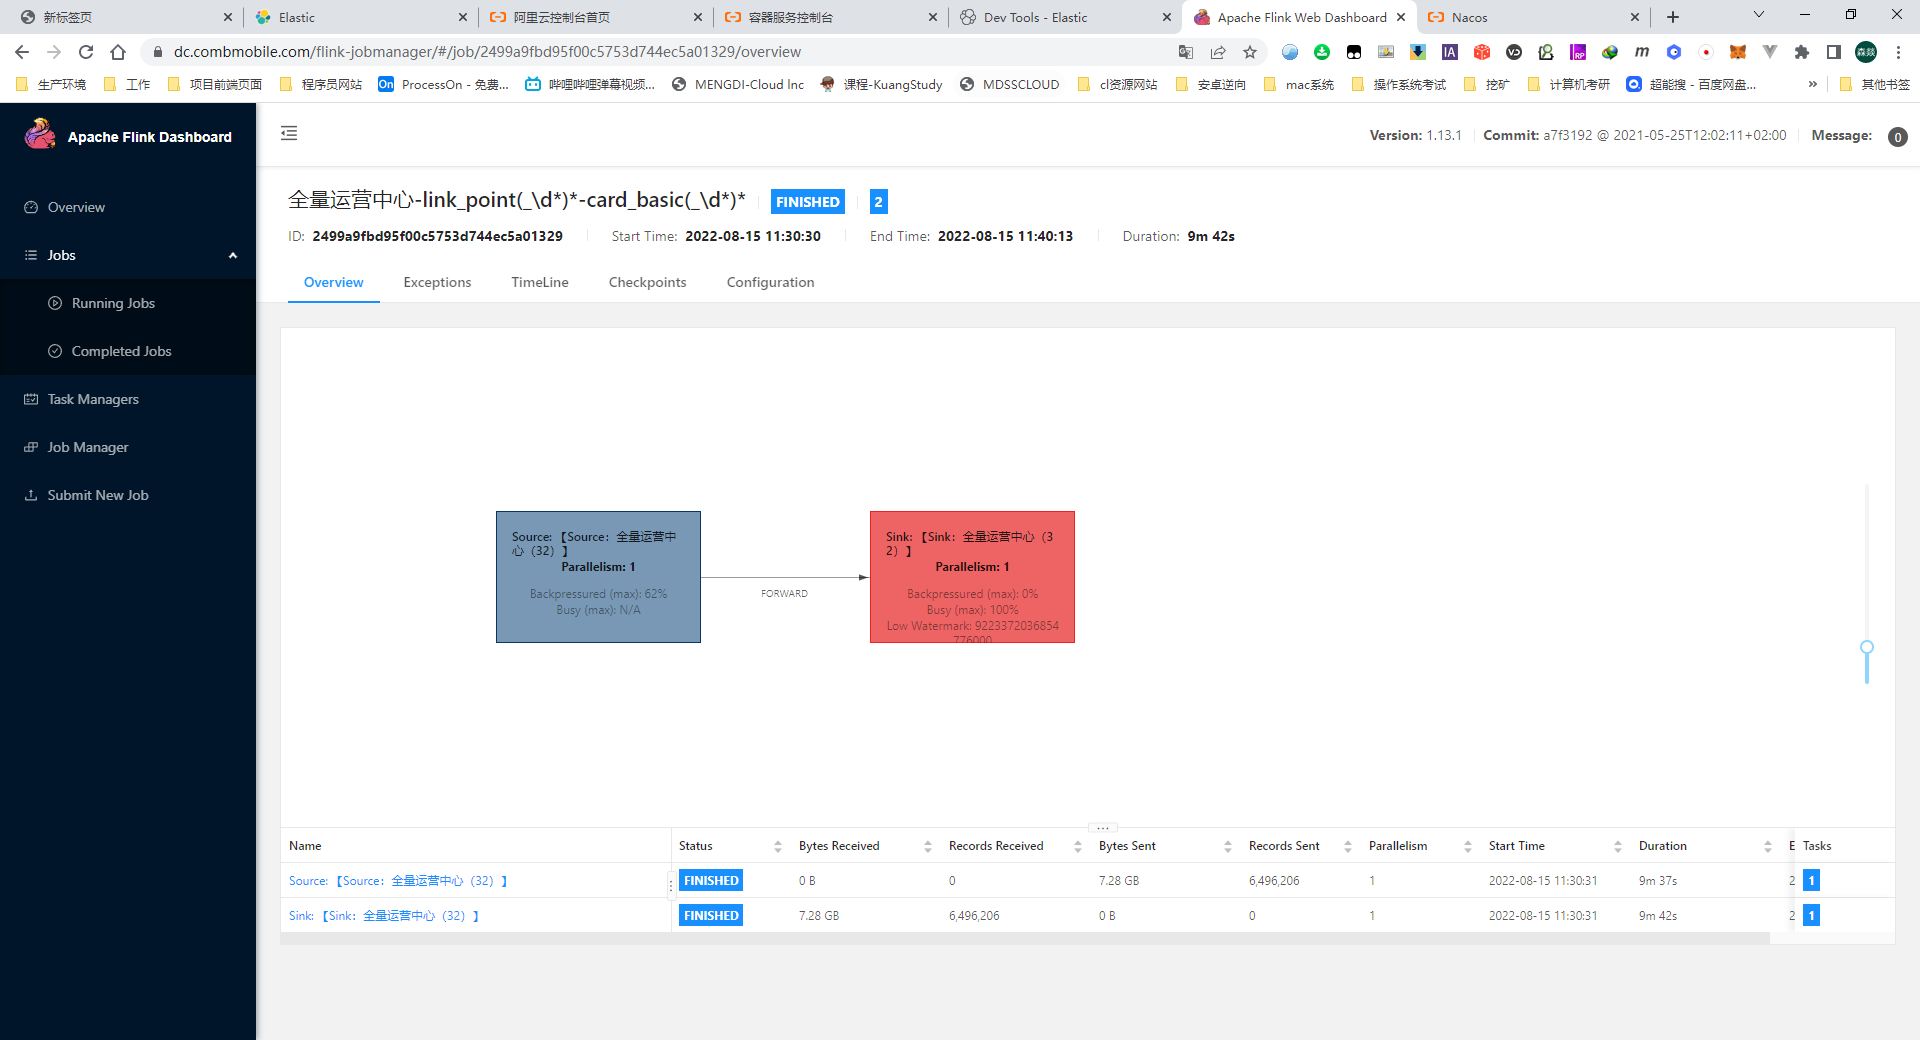 新标签页
Elastic
阿里云控制台首页
容器服务控制台
Dev Tools - Elastic
Apache Flink Web Dashboard
Nacos
dc.combmobile.com/flink-jobmanager/#/job/2499a9fbd95f00c5753d744ec5a01329/overview
生产环境
工作
项目前端页面
程序员网站
On ProcessOn - 免费...
哔哩哔哩弹幕视频...
MENGDI-Cloud Inc
课程-KuangStudy
MDSSCLOUD
cl资源网站
安卓逆向
mac系统
操作系统考试
挖矿
计算机考研
超能搜 - 百度网盘...
»
其他书签
Apache Flink Dashboard
Version: 1.13.1
Commit: a7f3192 @ 2021-05-25T12:02:11+02:00
Message: 0
Overview
Jobs
Running Jobs
Completed Jobs
Task Managers
Job Manager
Submit New Job
全量运营中心-link_point(_\d*)*-card_basic(_\d*)*
FINISHED
2
ID: 2499a9fbd95f00c5753d744ec5a01329
Start Time: 2022-08-15 11:30:30
End Time: 2022-08-15 11:40:13
Duration: 9m 42s
Overview
Exceptions
TimeLine
Checkpoints
Configuration
Source: 【Source：全量运营中
心（32）】
Parallelism: 1
Backpressured (max): 62%
Busy (max): N/A
FORWARD
Sink: 【Sink：全量运营中心（3
2）】
Parallelism: 1
Backpressured (max): 0%
Busy (max): 100%
Low Watermark: 9223372036854
776000
Name Status Bytes Received Records Received Bytes Sent Records Sent Parallelism Start Time Duration E Tasks
Source: 【Source：全量运营中心（32）】 FINISHED 0 B 0 7.28 GB 6,496,206 1 2022-08-15 11:30:31 9m 37s 2 1
Sink: 【Sink：全量运营中心（32）】 FINISHED 7.28 GB 6,496,206 0 B 0 1 2022-08-15 11:30:31 9m 42s 2 1